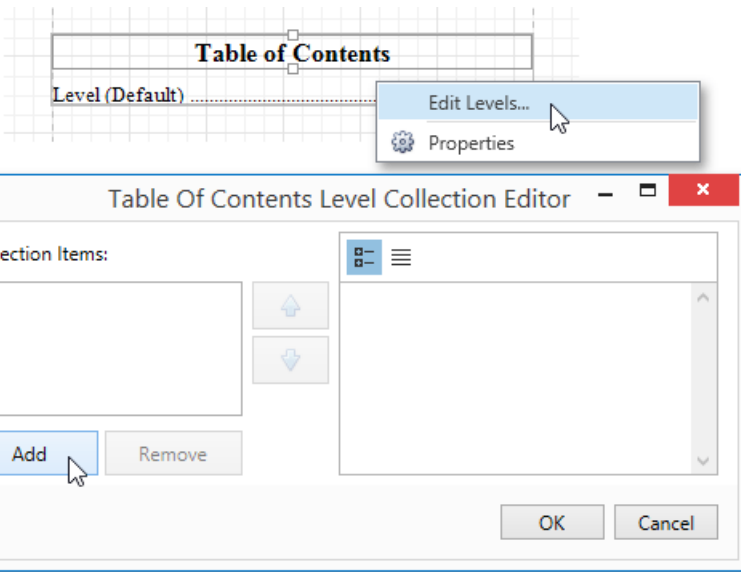 Table of Contents
Level (Default) ........................................
Edit Levels...
Properties
Table Of Contents Level Collection Editor
ection Items:
Add
Remove
OK
Cancel